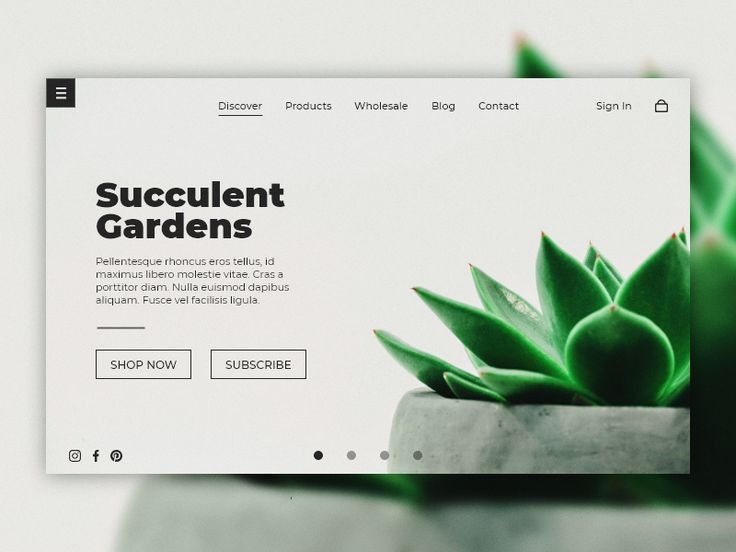 Discover Products Wholesale Blog Contact Sign In
Succulent
Gardens
Pellentesque rhoncus eros tellus, id
maximus libero molestie vitae. Cras a
porttitor diam. Nulla euismod dapibus
aliquam. Fusce vel facilisis ligula.
SHOP NOW SUBSCRIBE